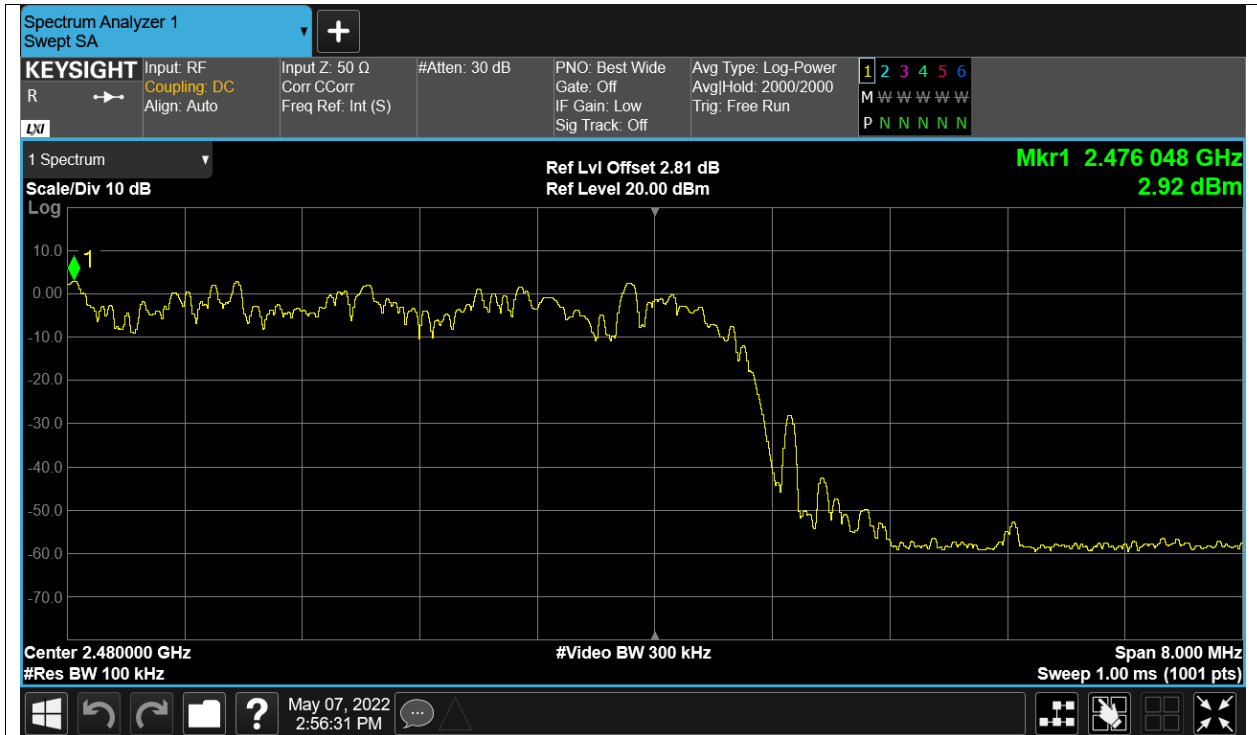 Spectrum Analyzer 1
Swept SA
KEYSIGHT
R
LXI
Input: RF
Coupling: DC
Align: Auto
Input Z: 50 Ω
Corr CCorr
Freq Ref: Int (S)
#Atten: 30 dB
PNO: Best Wide
Gate: Off
IF Gain: Low
Sig Track: Off
Avg Type: Log-Power
Avg|Hold: 2000/2000
Trig: Free Run
1 2 3 4 5 6
M W W W W W
P N N N N N
1 Spectrum
Scale/Div 10 dB
Log
Ref Lvl Offset 2.81 dB
Ref Level 20.00 dBm
Mkr1 2.476 048 GHz
2.92 dBm
1
10.0
0.00
-10.0
-20.0
-30.0
-40.0
-50.0
-60.0
-70.0
Center 2.480000 GHz
#Res BW 100 kHz
#Video BW 300 kHz
Span 8.000 MHz
Sweep 1.00 ms (1001 pts)
?
May 07, 2022
2:56:31 PM